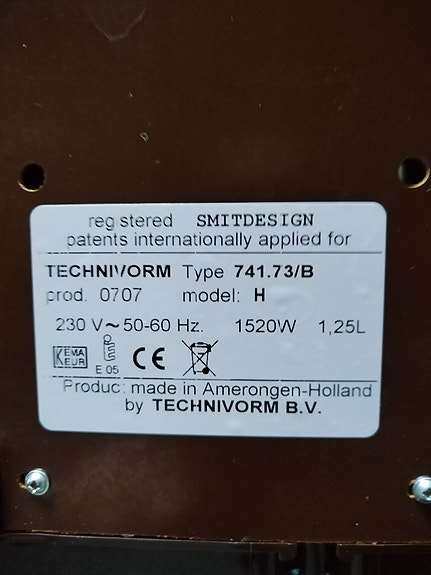 reg stered SMITDESIGN
patents internationally applied for
TECHNIVORM Type 741.73/B
prod. 0707 model: H
230 V~50-60 Hz. 1520W 1,25L
KEMA
EUR
E 05
CE
Produc: made in Amerongen-Holland
by TECHNIVORM B.V.